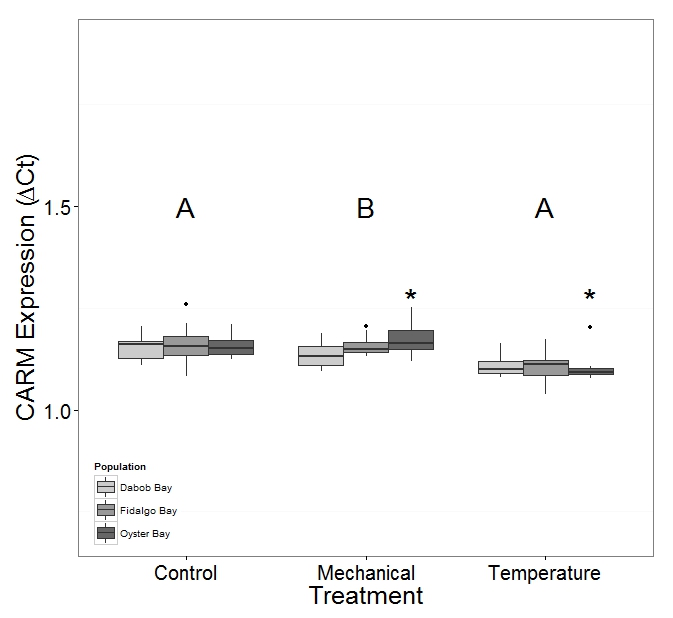 CARM Expression (ΔCt)
1.5
1.0
A
B
A
*
*
Population
Dabob Bay
Fidalgo Bay
Oyster Bay
Control
Mechanical
Temperature
Treatment